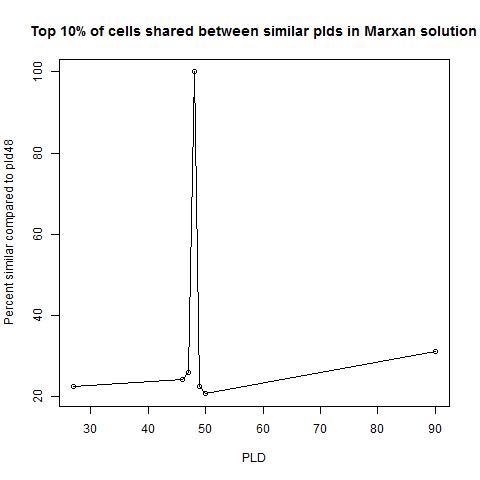 Top 10% of cells shared between similar plds in Marxan solution
Percent similar compared to pld48
100
80
60
40
20
30 40 50 60 70 80 90
PLD